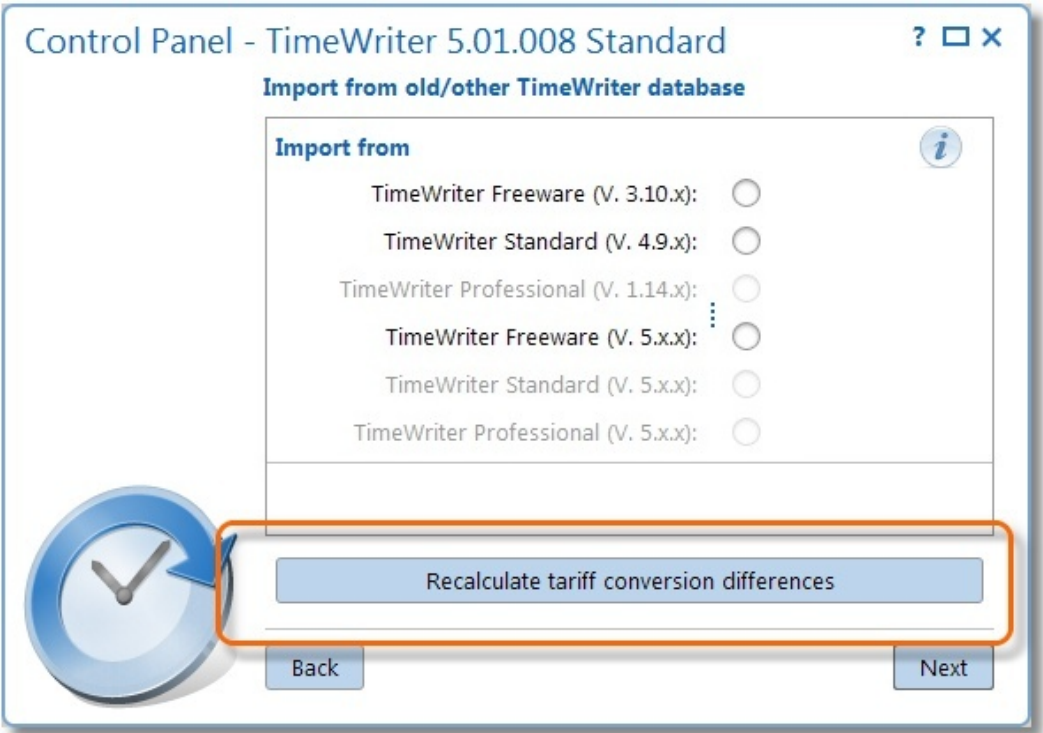 Control Panel - TimeWriter 5.01.008 Standard
?
Import from old/other TimeWriter database
Import from
i
TimeWriter Freeware (V. 3.10.x):
TimeWriter Standard (V. 4.9.x):
TimeWriter Professional (V. 1.14.x):
TimeWriter Freeware (V. 5.x.x):
TimeWriter Standard (V. 5.x.x):
TimeWriter Professional (V. 5.x.x):
Recalculate tariff conversion differences
Back
Next